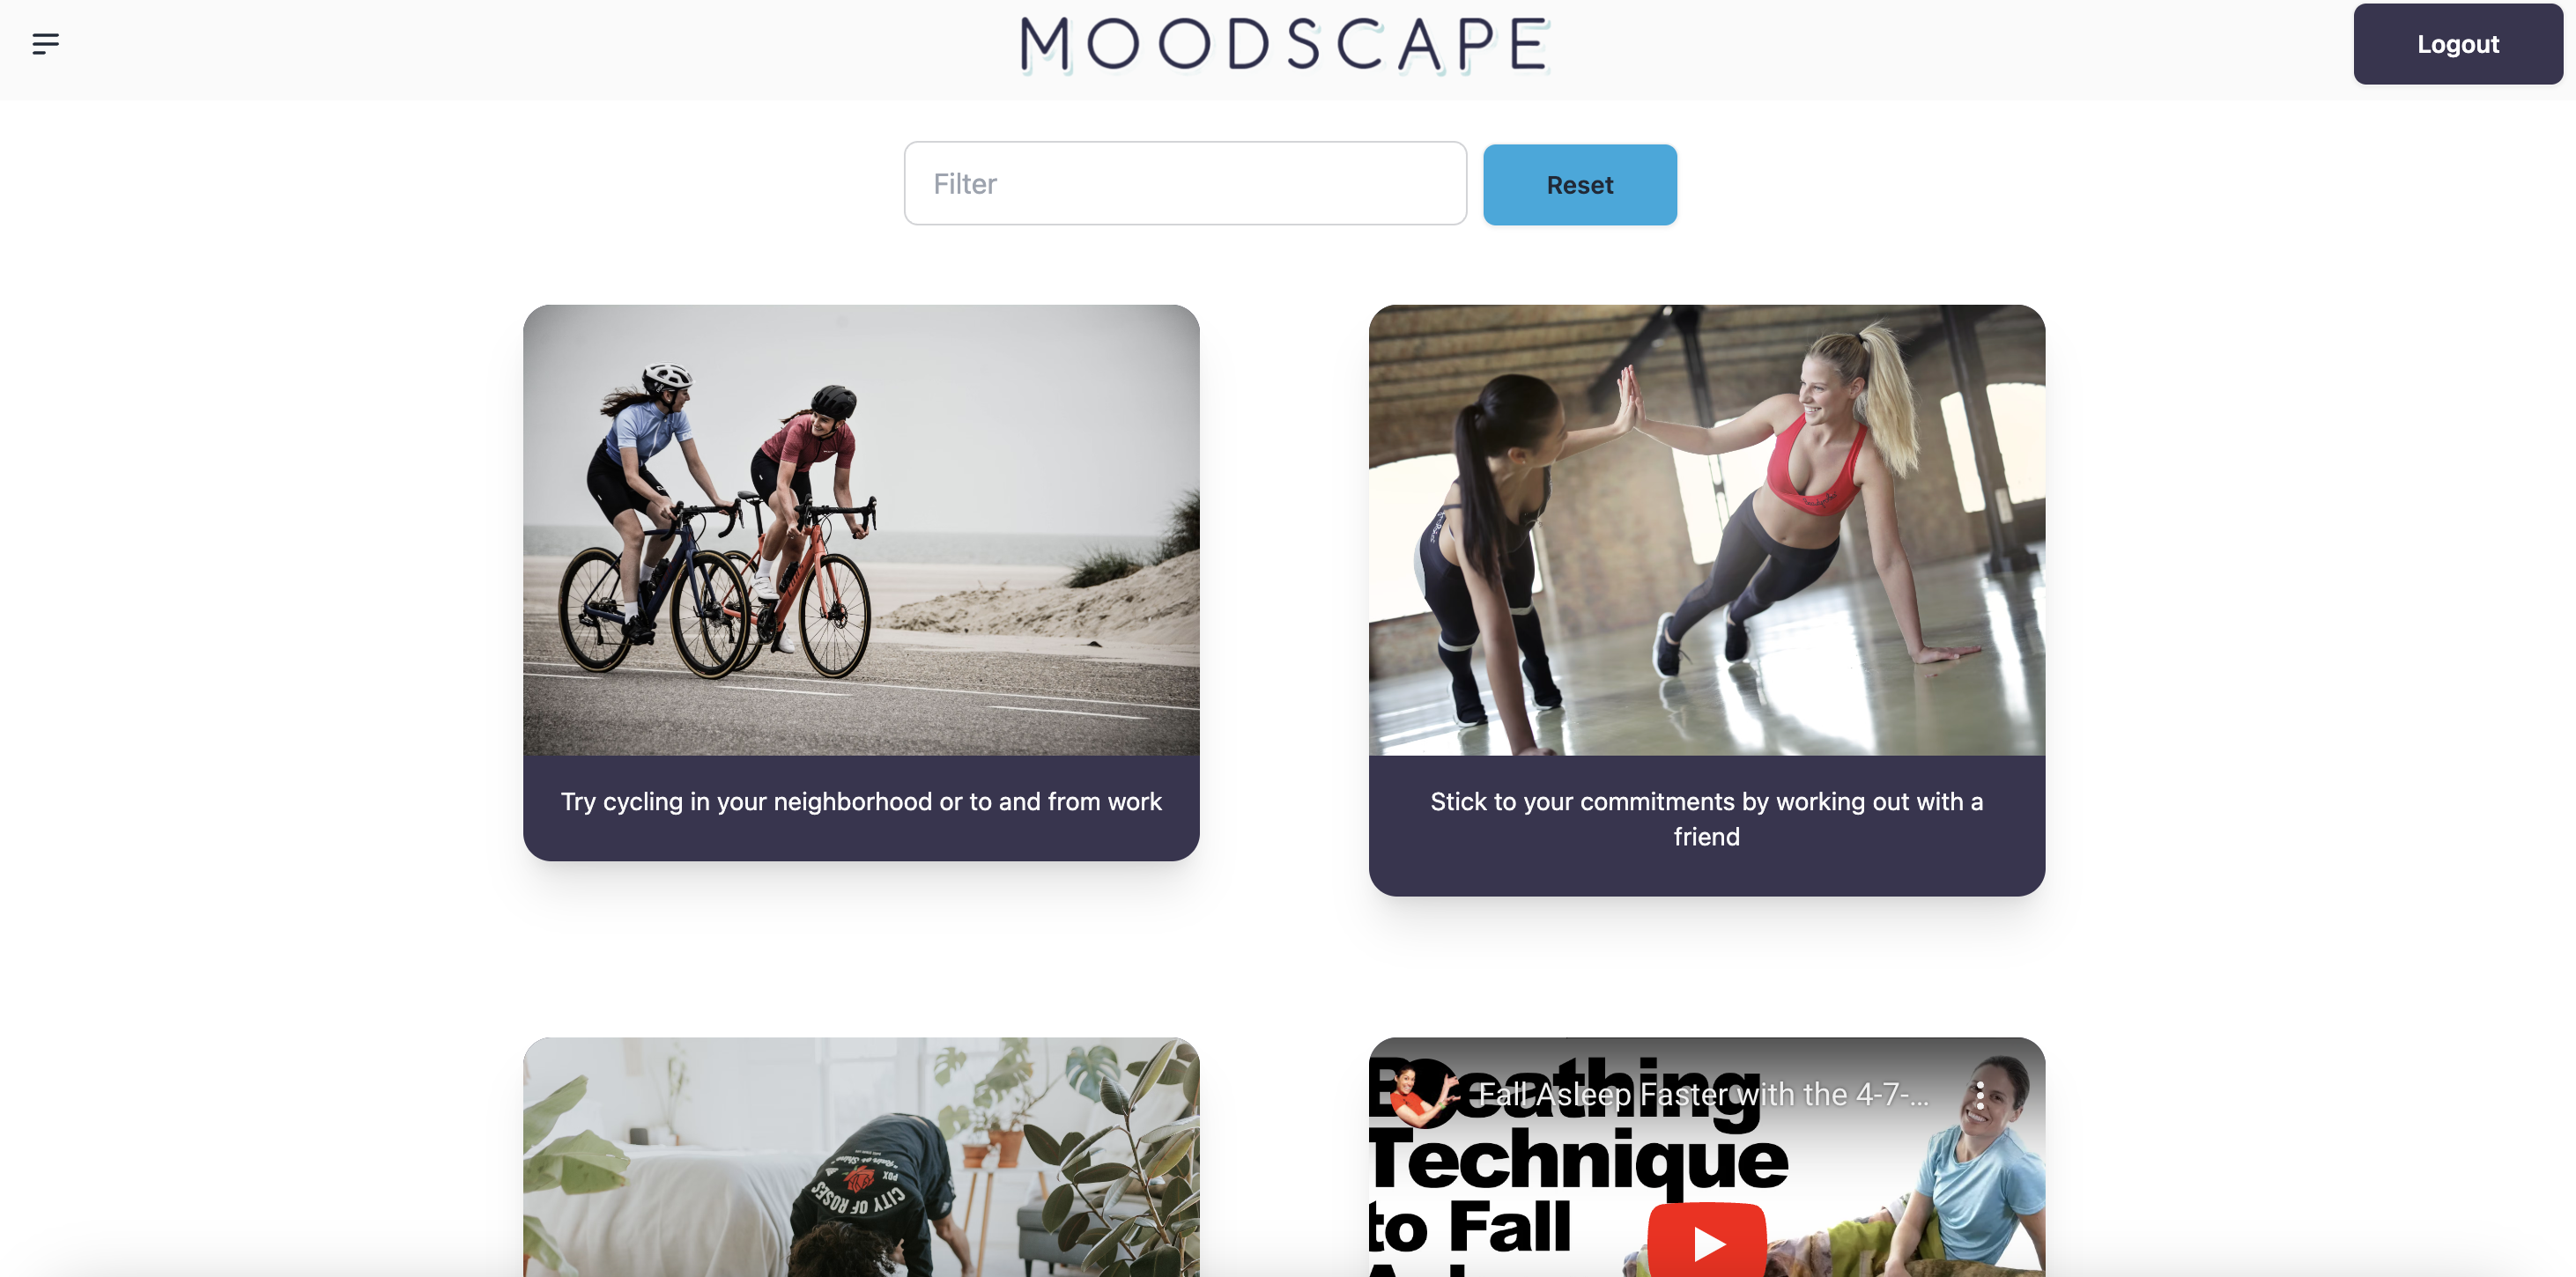 MOODSCAPE
Logout
Filter
Reset
Try cycling in your neighborhood or to and from work
Stick to your commitments by working out with a
friend
CITY OF ROSES
PDX
Breathing
Fall Asleep Faster with the 4-7-...
Technique
to Fall